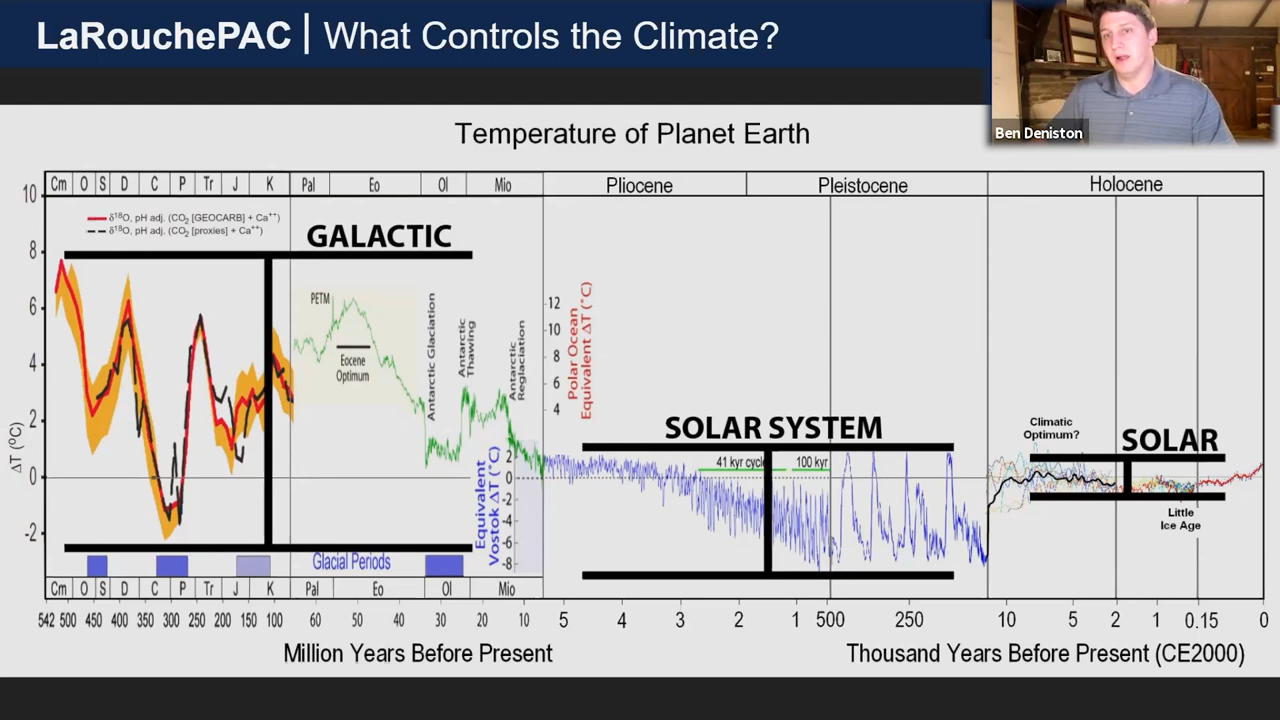 LaRouchePAC | What Controls the Climate?
Ben Deniston
Temperature of Planet Earth
Cm O S D C P Tr J K Pal Eo Ol Mio Pliocene Pleistocene Holocene
δ¹⁸O, pH adj. (CO₂ [GEOCARB] + Ca⁺⁺)
δ¹⁸O, pH adj. (CO₂ [proxies] + Ca⁺⁺)
GALACTIC
10
8
6
4
2
0
-2
ΔT (°C)
PETM
Eocene
Optimum
Antarctic Glaciation
Antarctic
Thawing
Antarctic
Reglaciation
12
10
8
6
4
Polar Ocean
Equivalent ΔT (°C)
Equivalent
Vostok ΔT (°C)
2
0
-2
-4
-6
-8
SOLAR SYSTEM
41 kyr cycle 100 kyr
Climatic
Optimum?
SOLAR
Little
Ice Age
Glacial Periods
Cm O S D C P Tr J K Pal Eo Ol Mio
542 500 450 400 350 300 250 200 150 100 60 50 40 30 20 10 5 4 3 2 1 500 250 10 5 2 1 0.15 0
Million Years Before Present
Thousand Years Before Present (CE2000)